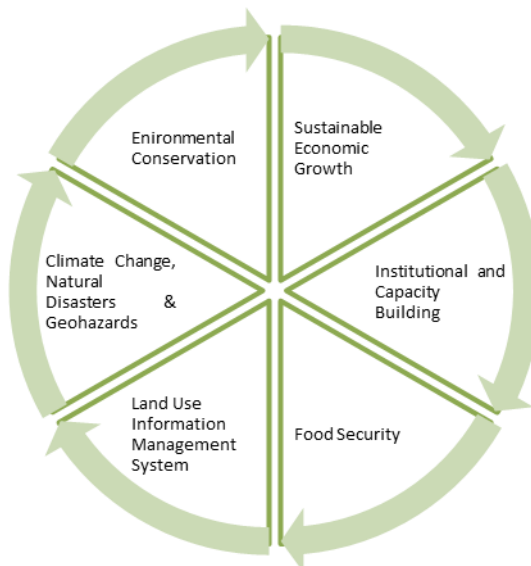 Enironmental
Conservation
Sustainable
Economic
Growth
Climate Change,
Natural
Disasters &
Geohazards
Institutional and
Capacity
Building
Land Use
Information
Management
System
Food Security